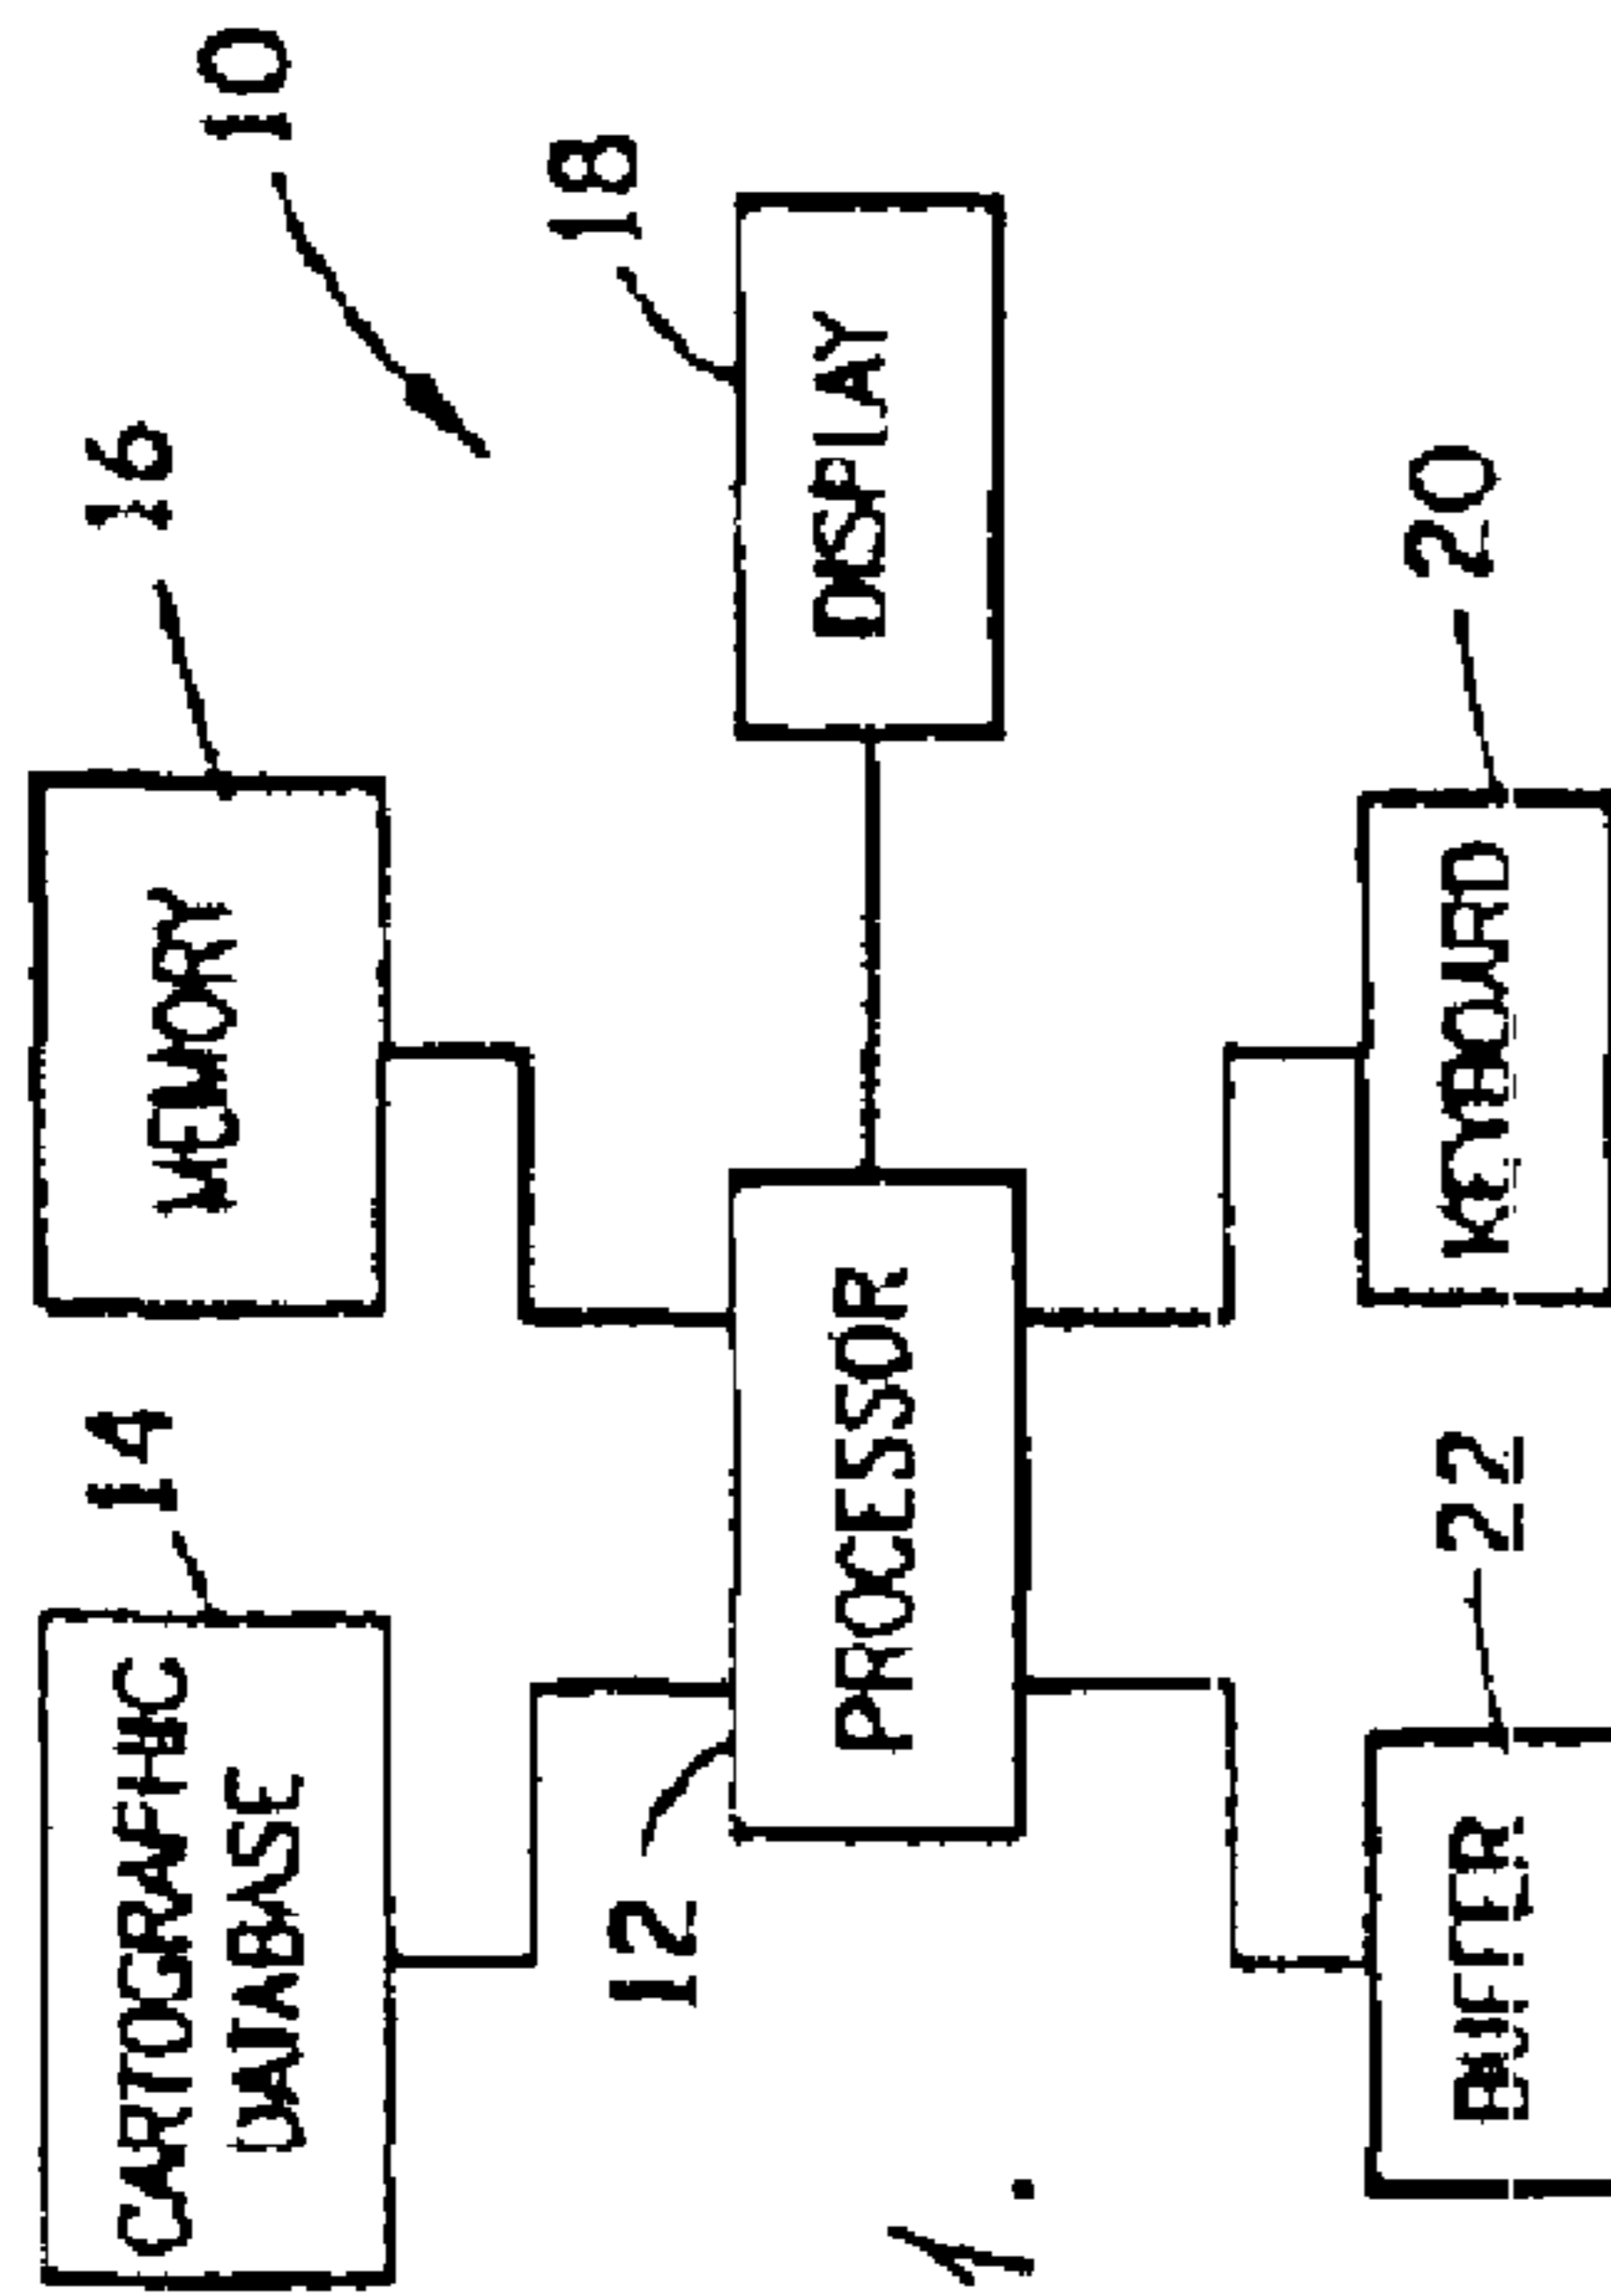 10
16
18
MEMORY
DISPLAY
14
20
CARTOGRAPHIC
DATABASE
PROCESSOR
KEYBOARD
12
22
BUFFER